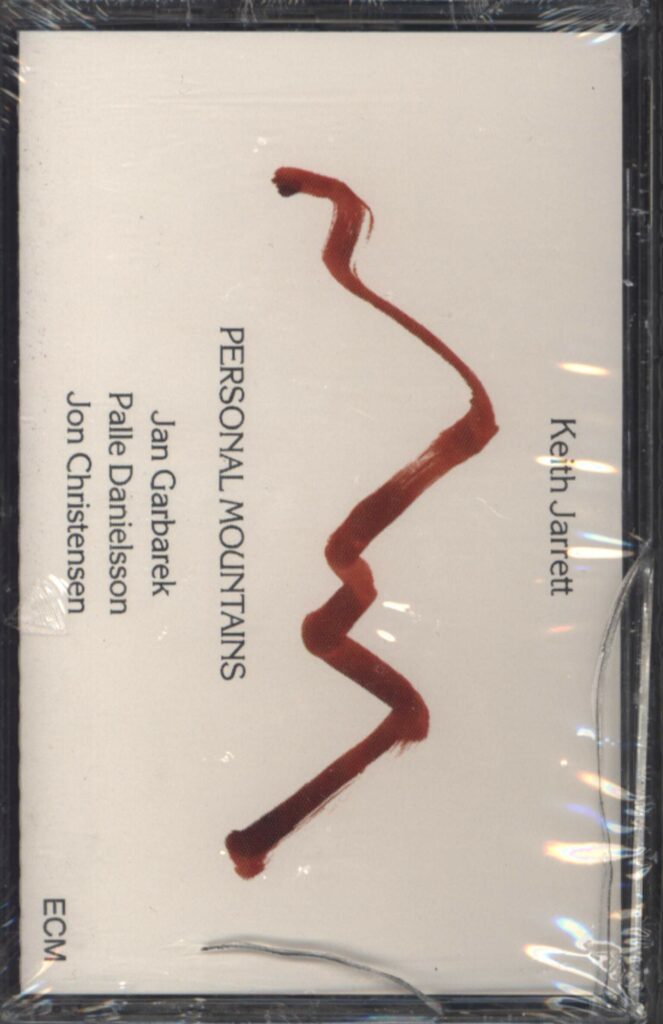 Keith Jarrett
PERSONAL MOUNTAINS
Jan Garbarek
Palle Danielsson
Jon Christensen
ECM